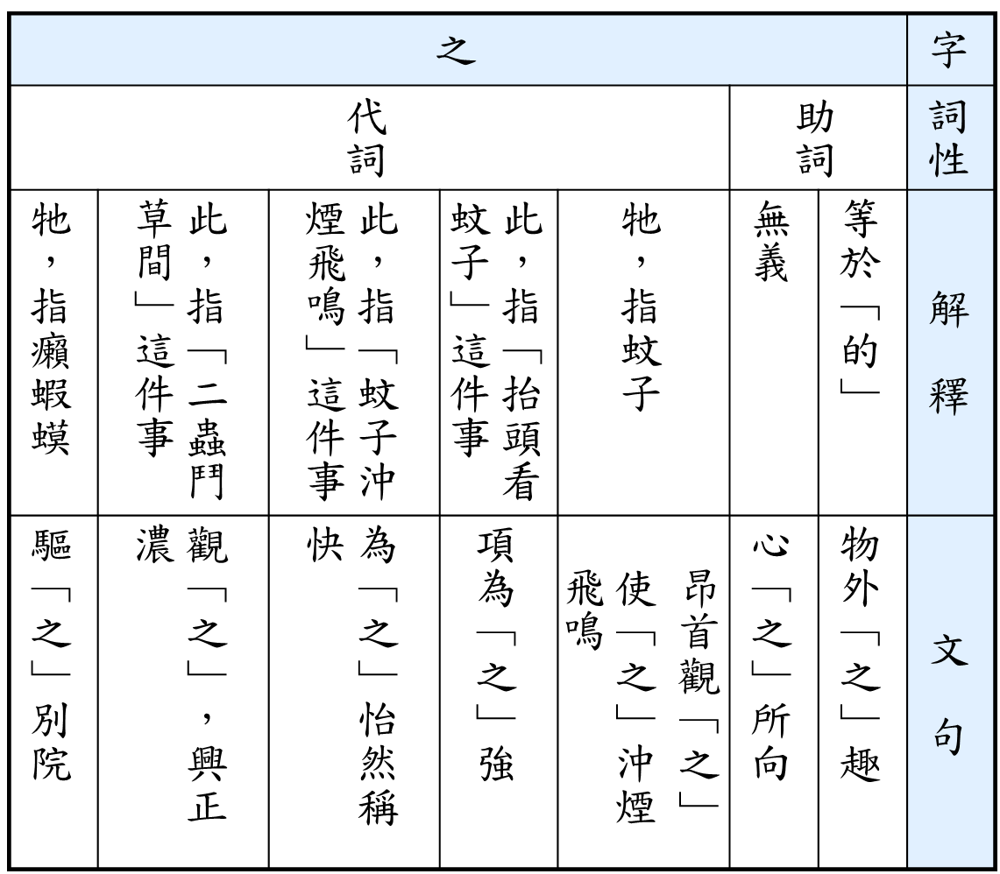 字
之
詞性
助詞
代詞
解釋
等於「的」
無義
牠，指蚊子
此，指「抬頭看
蚊子」這件事
此，指「蚊子沖
煙飛鳴」這件事
此，指「二蟲鬥
草間」這件事
牠，指癩蝦蟆
文句
物外「之」趣
心「之」所向
昂首觀「之」
使「之」沖煙
飛鳴
項為「之」強
為「之」怡然稱
快
觀「之」，興正
濃
驅「之」別院